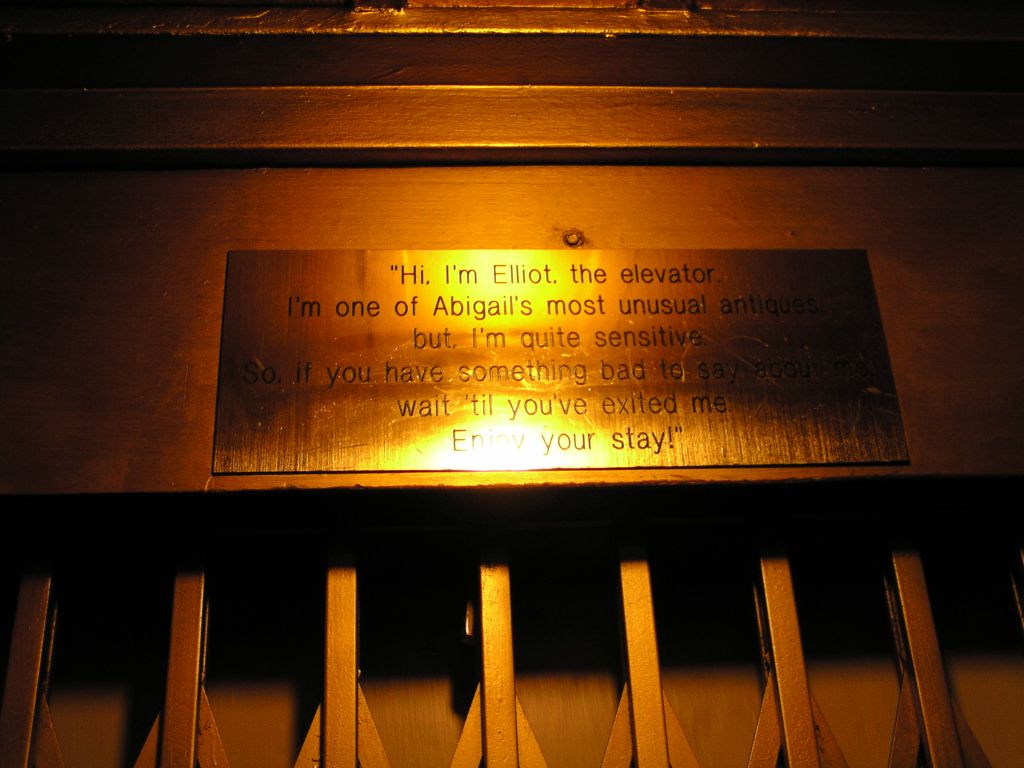 "Hi, I'm Elliot, the elevator.
I'm one of Abigail's most unusual antiques,
but, I'm quite sensitive.
So, if you have something bad to say about me,
wait 'til you've exited me.
Enjoy your stay!"